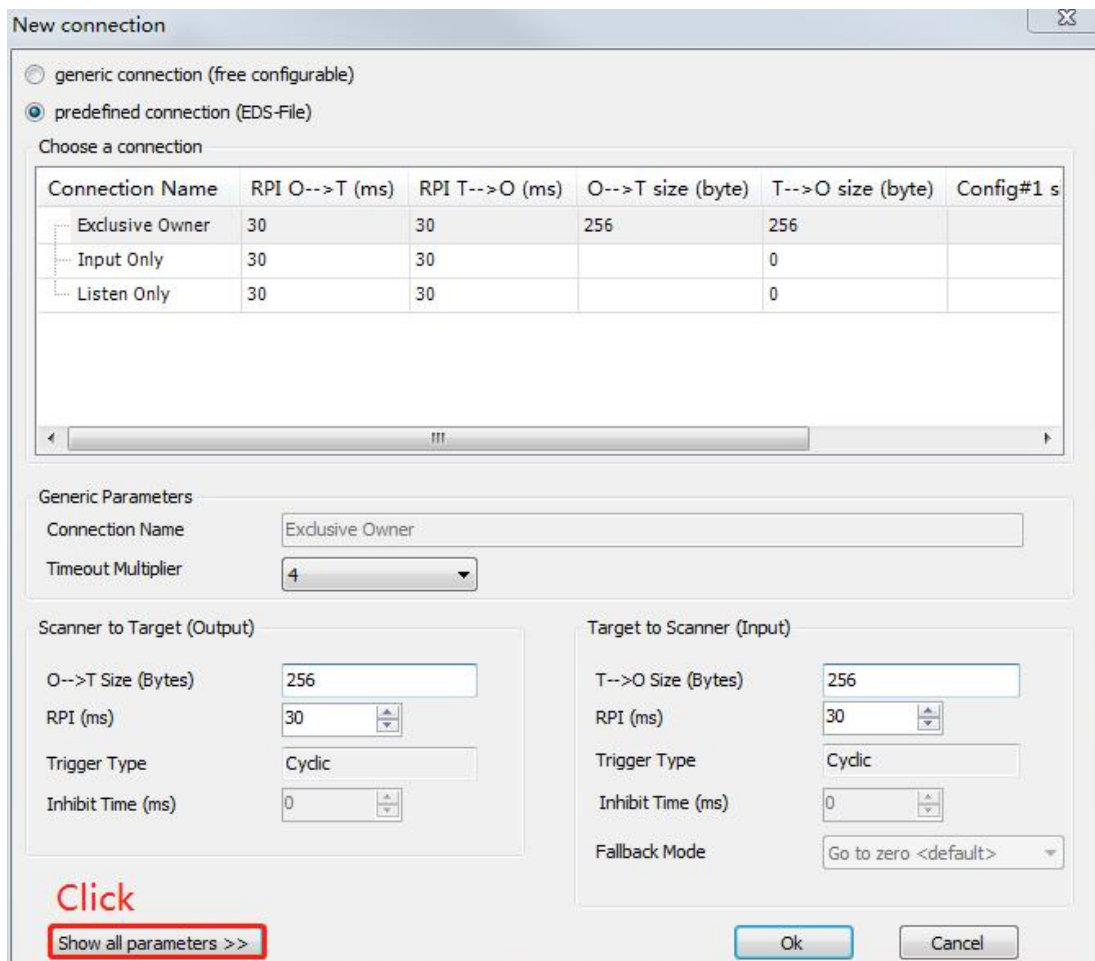 New connection
generic connection (free configurable)
predefined connection (EDS-File)
Choose a connection
Connection Name RPI O-->T (ms) RPI T-->O (ms) O-->T size (byte) T-->O size (byte) Config#1 s
Exclusive Owner 30 30 256 256
Input Only 30 30 0
Listen Only 30 30 0
Generic Parameters
Connection Name Exclusive Owner
Timeout Multiplier 4
Scanner to Target (Output)
O-->T Size (Bytes) 256
RPI (ms) 30
Trigger Type Cyclic
Inhibit Time (ms) 0
Target to Scanner (Input)
T-->O Size (Bytes) 256
RPI (ms) 30
Trigger Type Cyclic
Inhibit Time (ms) 0
Fallback Mode Go to zero <default>
Click
Show all parameters >> Ok Cancel